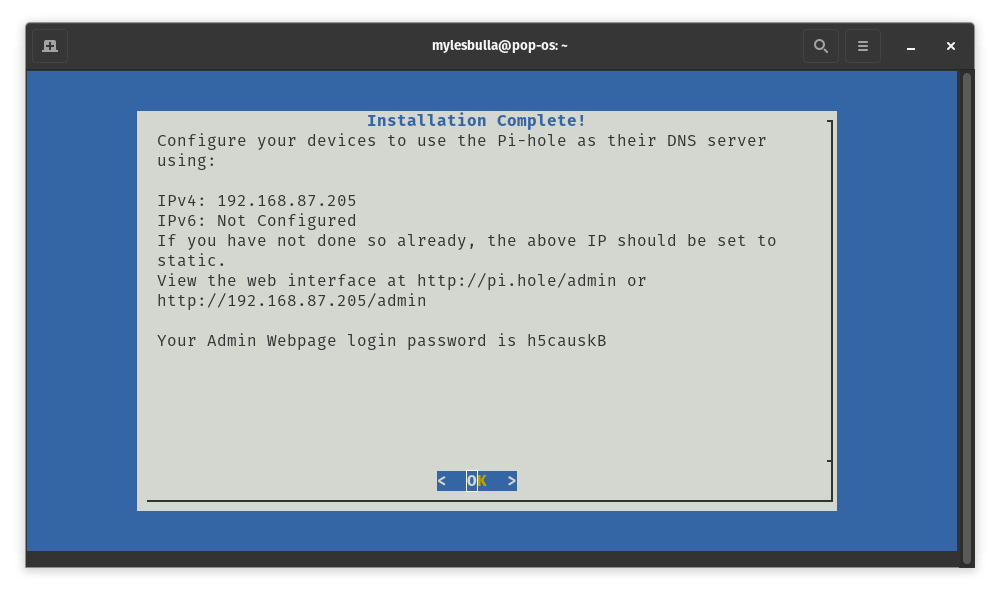 mylesbulla@pop-os: ~
Installation Complete!
Configure your devices to use the Pi-hole as their DNS server
using:
IPv4: 192.168.87.205
IPv6: Not Configured
If you have not done so already, the above IP should be set to
static.
View the web interface at http://pi.hole/admin or
http://192.168.87.205/admin
Your Admin Webpage login password is h5causkB
< OK >